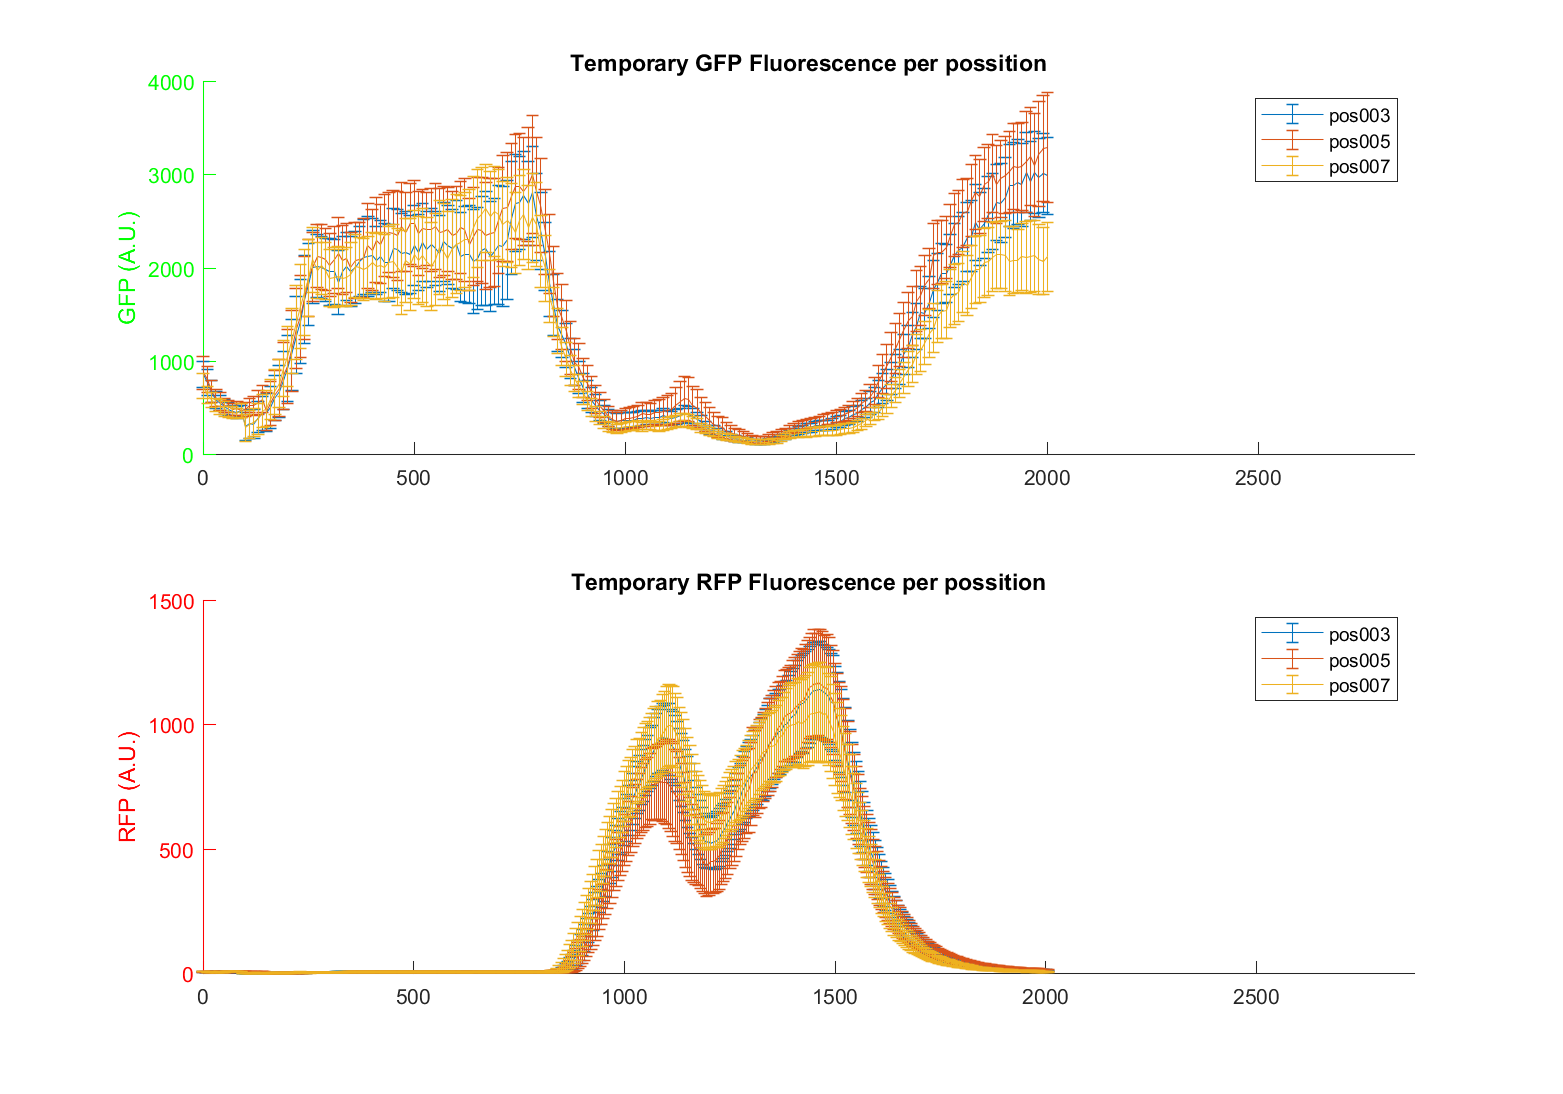 Temporary GFP Fluorescence per possition
4000
3000
2000
1000
0
GFP (A.U.)
0 500 1000 1500 2000 2500
pos003
pos005
pos007
Temporary RFP Fluorescence per possition
1500
1000
500
0
RFP (A.U.)
0 500 1000 1500 2000 2500
pos003
pos005
pos007